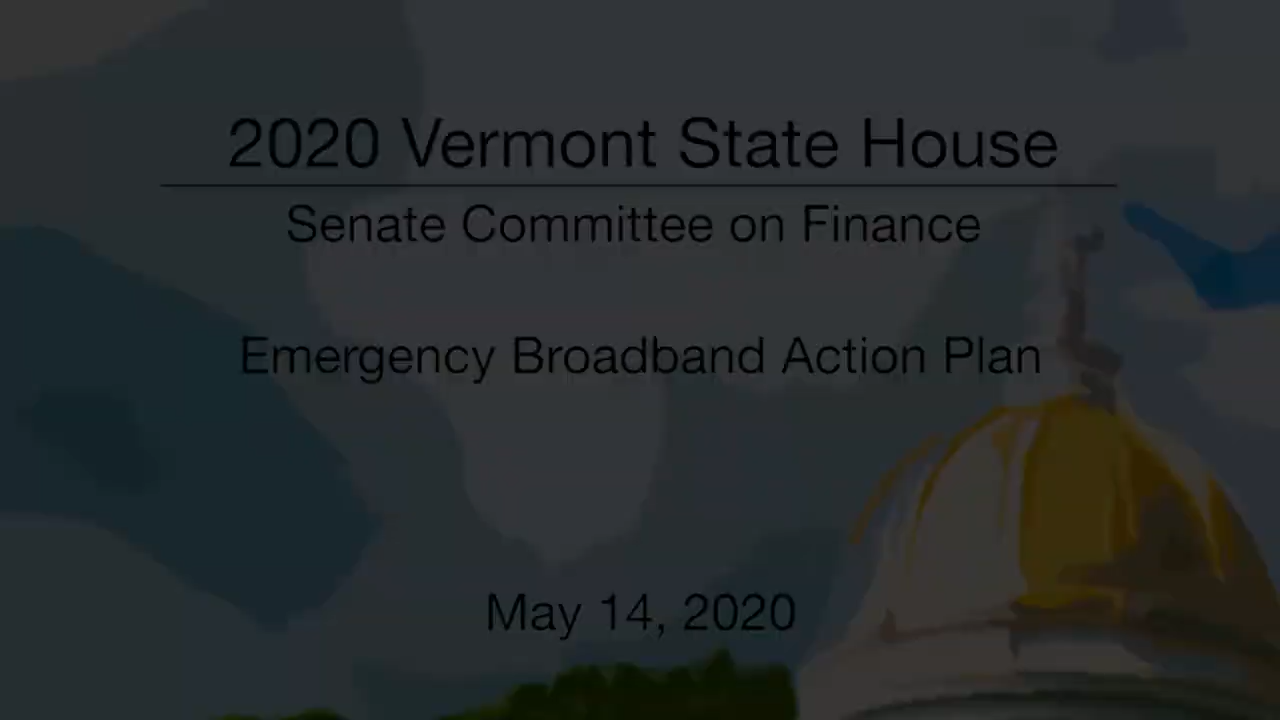 2020 Vermont State House
Senate Committee on Finance
Emergency Broadband Action Plan
May 14, 2020